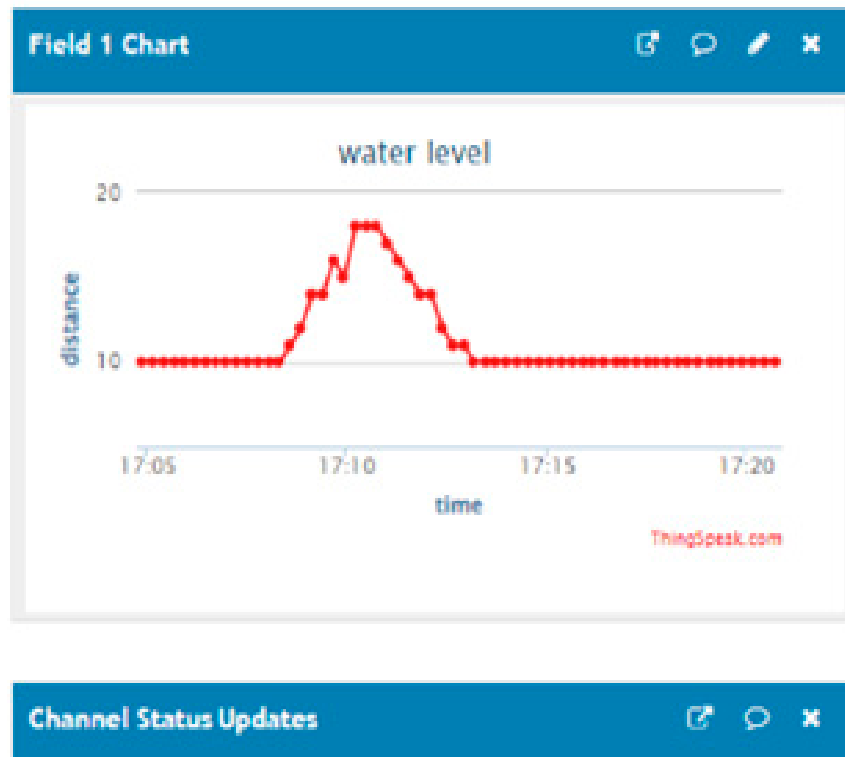 Field 1 Chart
water level
20
distance
10
17:05 17:10 17:15 17:20
time
ThingSpeak.com
Channel Status Updates